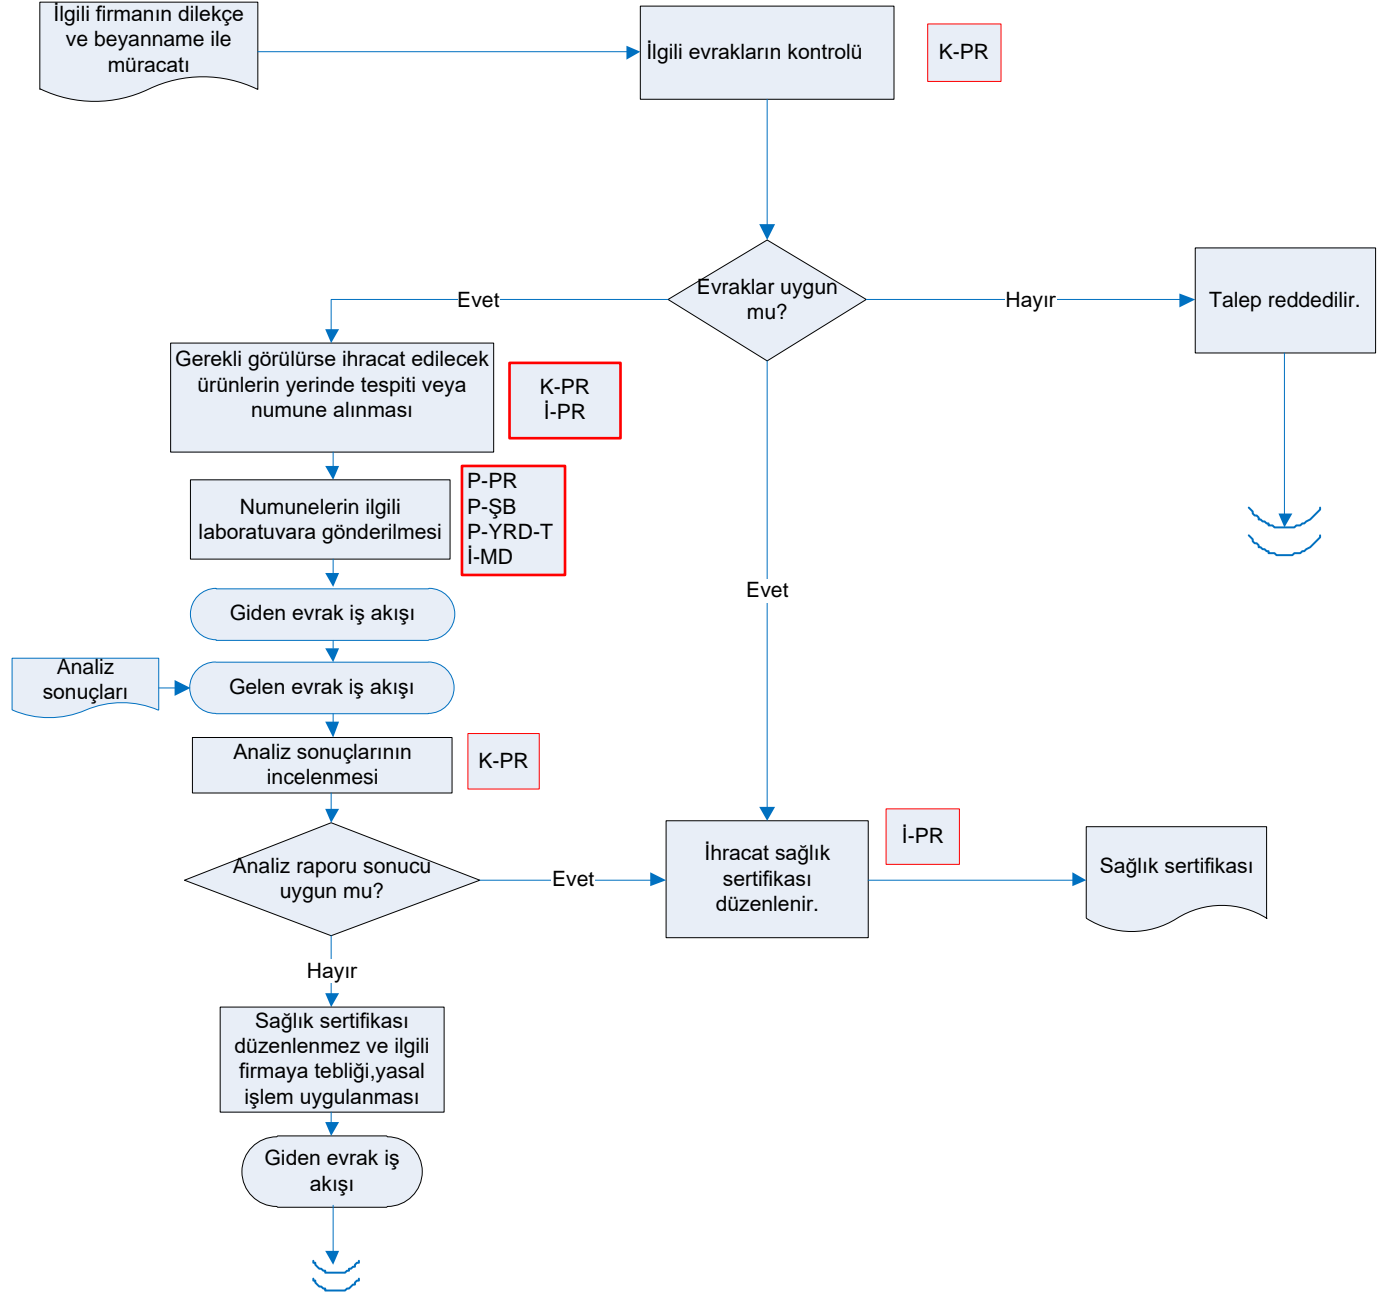 İlgili firmanın dilekçe
ve beyanname ile
müracatı
İlgili evrakların kontrolü
K-PR
Evraklar uygun
mu?
Evet
Hayır
Talep reddedilir.
Gerekli görülürse ihracat edilecek
ürünlerin yerinde tespiti veya
numune alınması
K-PR
İ-PR
Numunelerin ilgili
laboratuvara gönderilmesi
P-PR
P-ŞB
P-YRD-T
İ-MD
Evet
Giden evrak iş akışı
Analiz
sonuçları
Gelen evrak iş akışı
Analiz sonuçlarının
incelenmesi
K-PR
Analiz raporu sonucu
uygun mu?
Evet
İhracat sağlık
sertifikası
düzenlenir.
İ-PR
Sağlık sertifikası
Hayır
Sağlık sertifikası
düzenlenmez ve ilgili
firmaya tebliği,yasal
işlem uygulanması
Giden evrak iş
akışı